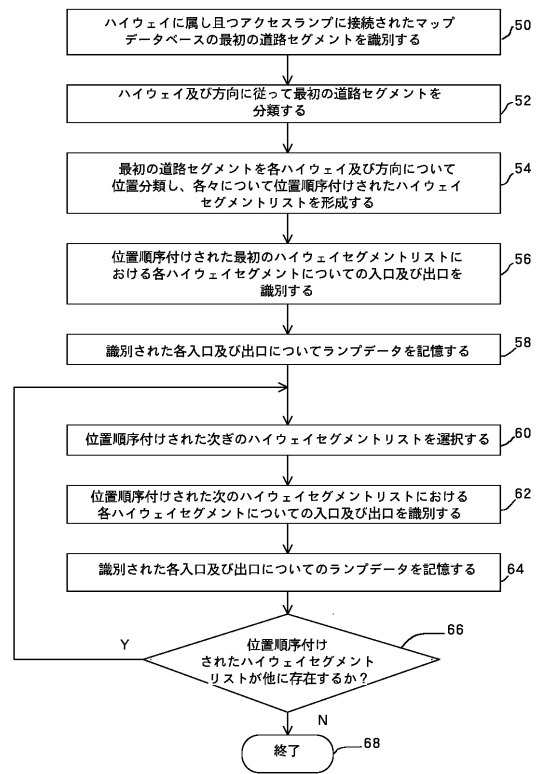 ハイウェイに属し且つアクセスランプに接続されたマップ
データベースの最初の道路セグメントを識別する
50
ハイウェイ及び方向に従って最初の道路セグメントを
分類する
52
最初の道路セグメントを各ハイウェイ及び方向について
位置分類し、各々について位置順序付けされたハイウェイ
セグメントリストを形成する
54
位置順序付けされた最初のハイウェイセグメントリストに
おける各ハイウェイセグメントについての入口及び出口を
識別する
56
識別された各入口及び出口についてランプデータを記憶する
58
位置順序付けされた次ぎのハイウェイセグメントリストを選択する
60
位置順序付けされた次のハイウェイセグメントリストにおける
各ハイウェイセグメントについての入口及び出口を識別する
62
識別された各入口及び出口についてのランプデータを記憶する
64
位置順序付け
されたハイウェイセグメント
リストが他に存在するか？
66
Y
N
終了
68